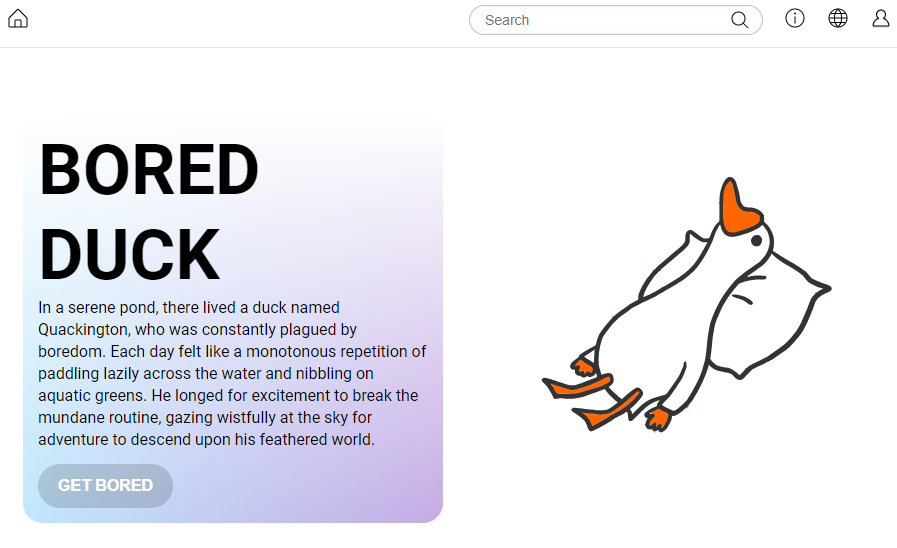 Search
BORED
DUCK
In a serene pond, there lived a duck named
Quackington, who was constantly plagued by
boredom. Each day felt like a monotonous repetition of
paddling lazily across the water and nibbling on
aquatic greens. He longed for excitement to break the
mundane routine, gazing wistfully at the sky for
adventure to descend upon his feathered world.
GET BORED